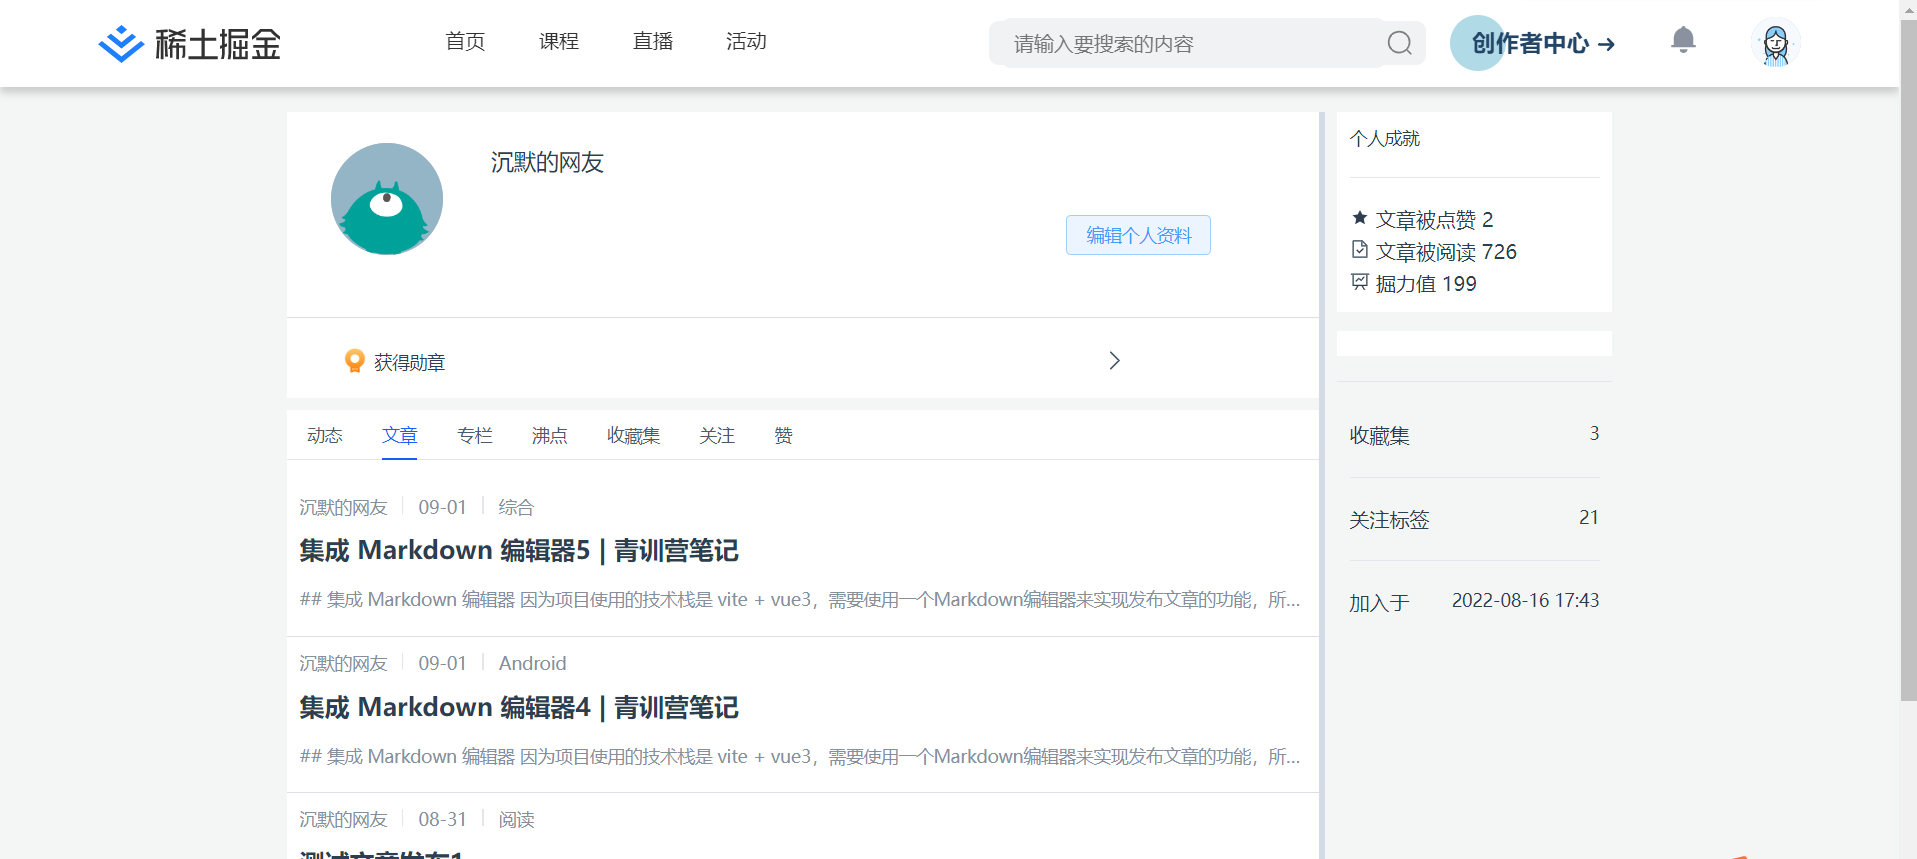 稀土掘金 首页 课程 直播 活动 请输入要搜索的内容 创作者中心 →
沉默的网友
编辑个人资料
获得勋章
动态 文章 专栏 沸点 收藏集 关注 赞
沉默的网友 09-01 综合
集成 Markdown 编辑器5 | 青训营笔记
## 集成 Markdown 编辑器 因为项目使用的技术栈是 vite + vue3，需要使用一个Markdown编辑器来实现发布文章的功能，所...
沉默的网友 09-01 Android
集成 Markdown 编辑器4 | 青训营笔记
## 集成 Markdown 编辑器 因为项目使用的技术栈是 vite + vue3，需要使用一个Markdown编辑器来实现发布文章的功能，所...
沉默的网友 08-31 阅读
测试文章发布1
个人成就
文章被点赞 2
文章被阅读 726
掘力值 199
收藏集 3
关注标签 21
加入于 2022-08-16 17:43